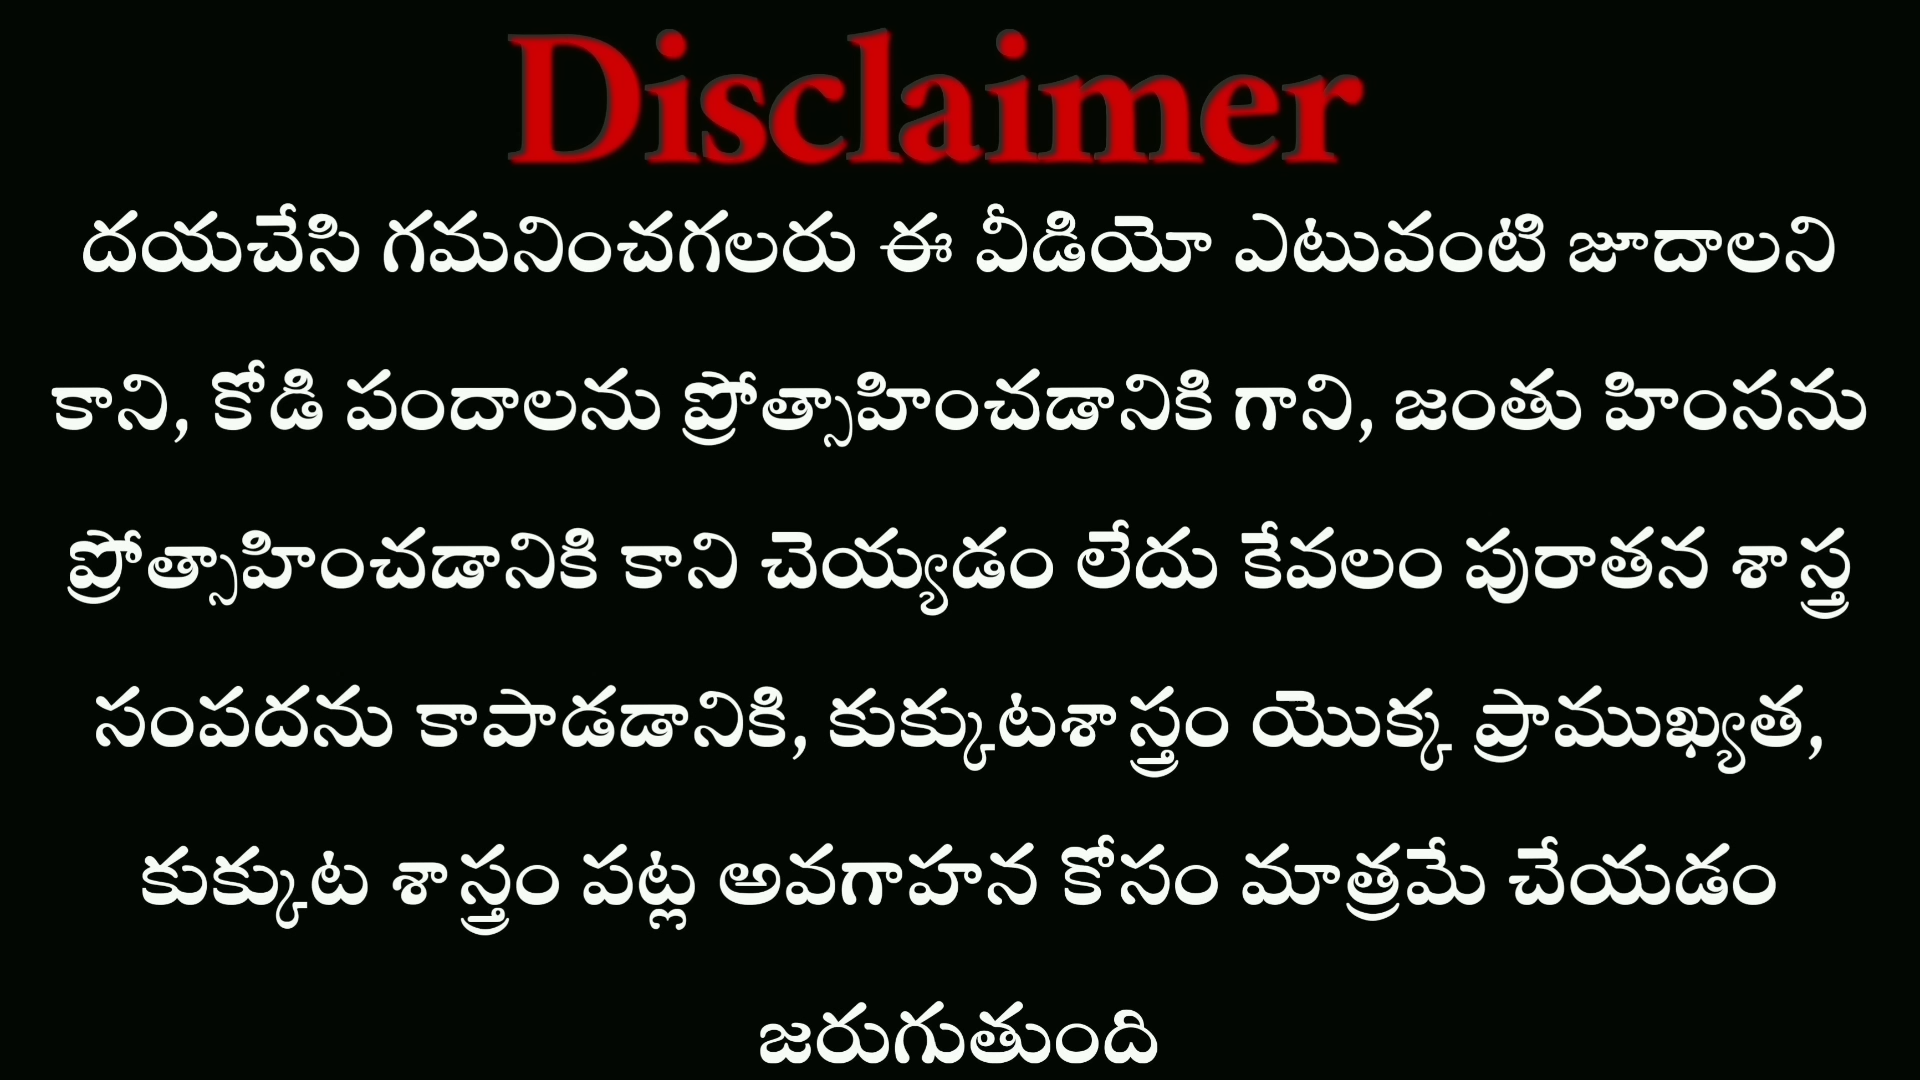 Disclaimer
దయచేసి గమనించగలరు ఈ వీడియో ఎటువంటి జూదాలని
కాని, కోడి పందాలను ప్రోత్సాహించడానికి గాని, జంతు హింసను
ప్రోత్సాహించడానికి కాని చెయ్యడం లేదు కేవలం పురాతన శాస్త్ర
సంపదను కాపాడడానికి, కుక్కుటశాస్త్రం యొక్క ప్రాముఖ్యత,
కుక్కుట శాస్త్రం పట్ల అవగాహన కోసం మాత్రమే చేయడం
జరుగుతుంది